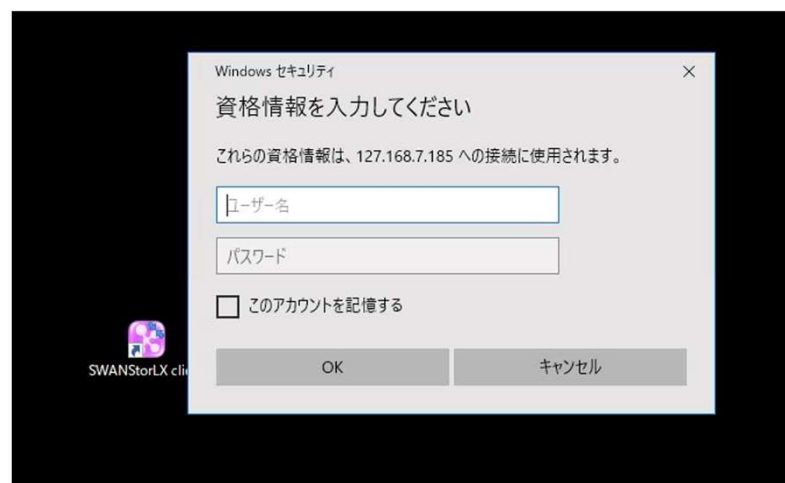 Windows セキュリティ
資格情報を入力してください
これらの資格情報は、127.168.7.185 への接続に使用されます。
ユーザー名
パスワード
このアカウントを記憶する
SWANStorLX clie
OK
キャンセル